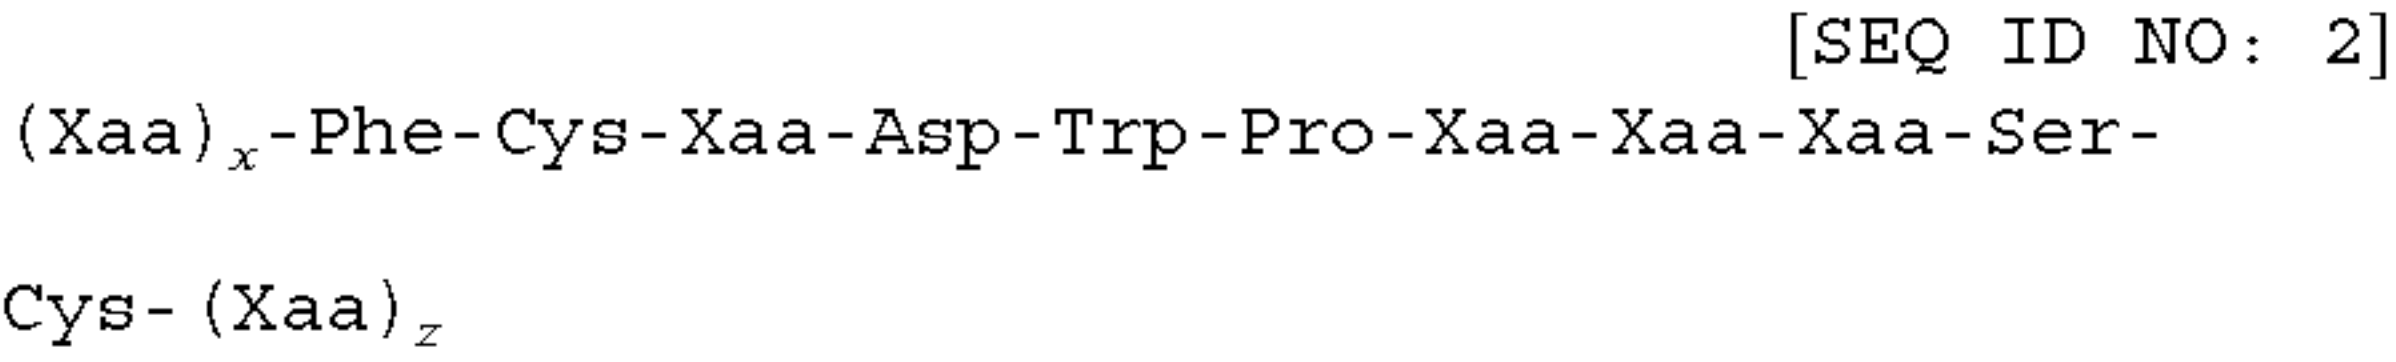 [SEQ ID NO: 2]
(Xaa)x-Phe-Cys-Xaa-Asp-Trp-Pro-Xaa-Xaa-Xaa-Ser-
Cys-(Xaa)z